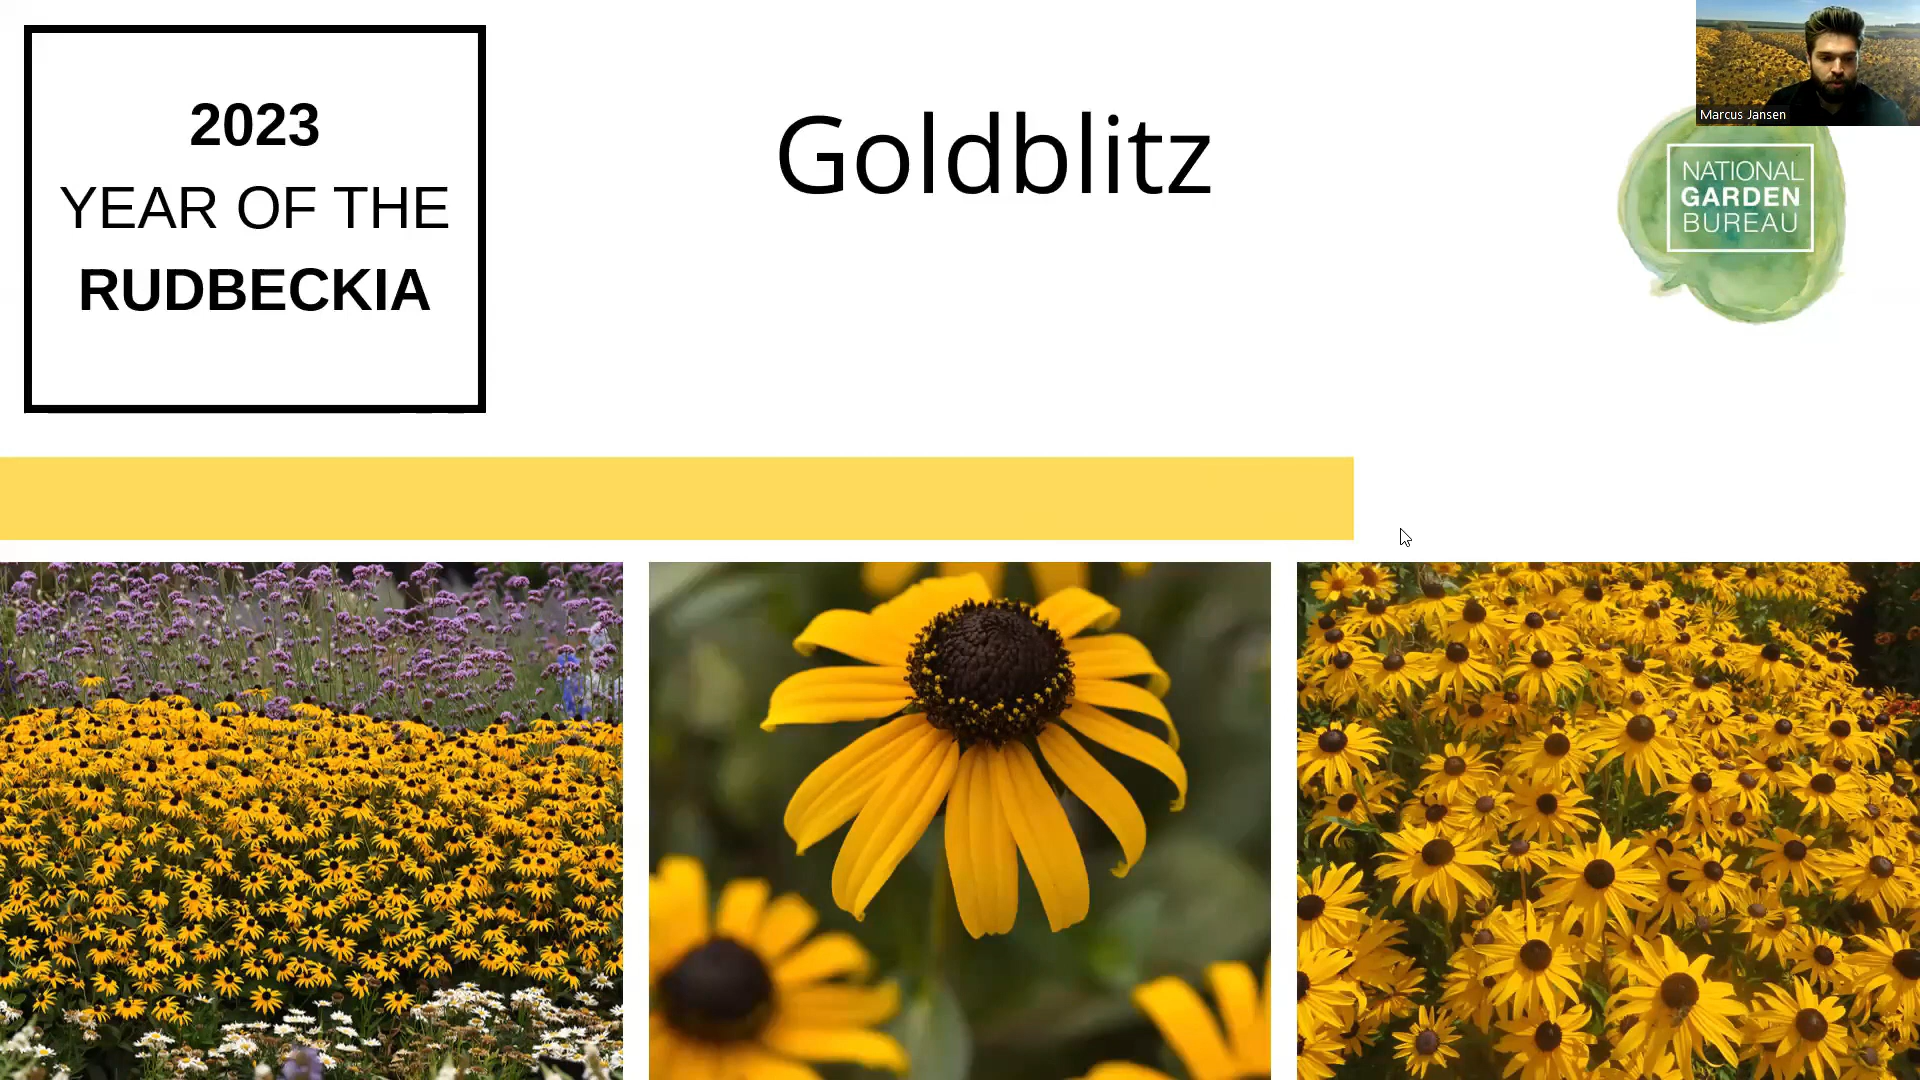 2023
YEAR OF THE
RUDBECKIA
Goldblitz
Marcus Jansen
NATIONAL
GARDEN
BUREAU